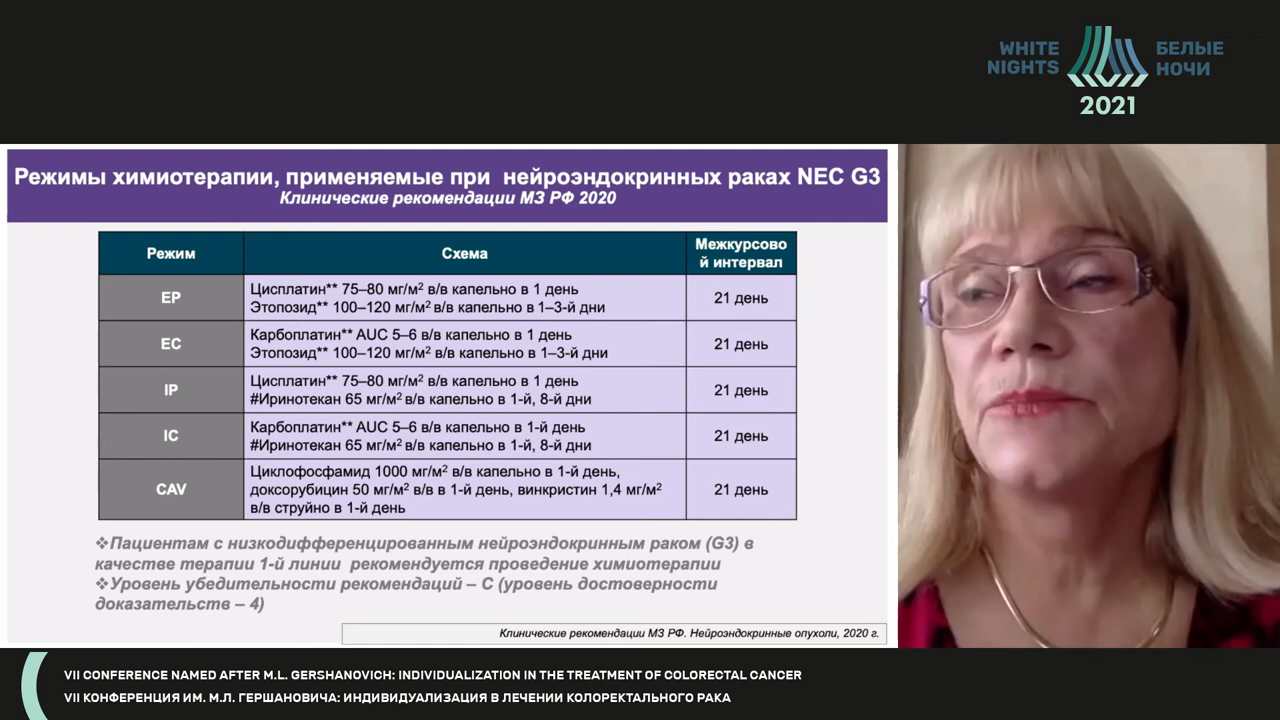 WHITE
NIGHTS
БЕЛЫЕ
НОЧИ
2021
Режимы химиотерапии, применяемые при нейроэндокринных раках NEC G3
Клинические рекомендации МЗ РФ 2020
Режим
Схема
Межкурсово
й интервал
EP
Цисплатин** 75–80 мг/м² в/в капельно в 1 день
Этопозид** 100–120 мг/м² в/в капельно в 1–3-й дни
21 день
EC
Карбоплатин** AUC 5–6 в/в капельно в 1 день
Этопозид** 100–120 мг/м² в/в капельно в 1–3-й дни
21 день
IP
Цисплатин** 75–80 мг/м² в/в капельно в 1 день
#Иринотекан 65 мг/м² в/в капельно в 1-й, 8-й дни
21 день
IC
Карбоплатин** AUC 5–6 в/в капельно в 1-й день
#Иринотекан 65 мг/м² в/в капельно в 1-й, 8-й дни
21 день
CAV
Циклофосфамид 1000 мг/м² в/в капельно в 1-й день,
доксорубицин 50 мг/м² в/в в 1-й день, винкристин 1,4 мг/м²
в/в струйно в 1-й день
21 день
❖Пациентам с низкодифференцированным нейроэндокринным раком (G3) в
качестве терапии 1-й линии рекомендуется проведение химиотерапии
❖Уровень убедительности рекомендаций – С (уровень достоверности
доказательств – 4)
Клинические рекомендации МЗ РФ. Нейроэндокринные опухоли, 2020 г.
VII CONFERENCE NAMED AFTER M.L. GERSHANOVICH: INDIVIDUALIZATION IN THE TREATMENT OF COLORECTAL CANCER
VII КОНФЕРЕНЦИЯ ИМ. М.Л. ГЕРШАНОВИЧА: ИНДИВИДУАЛИЗАЦИЯ В ЛЕЧЕНИИ КОЛОРЕКТАЛЬНОГО РАКА